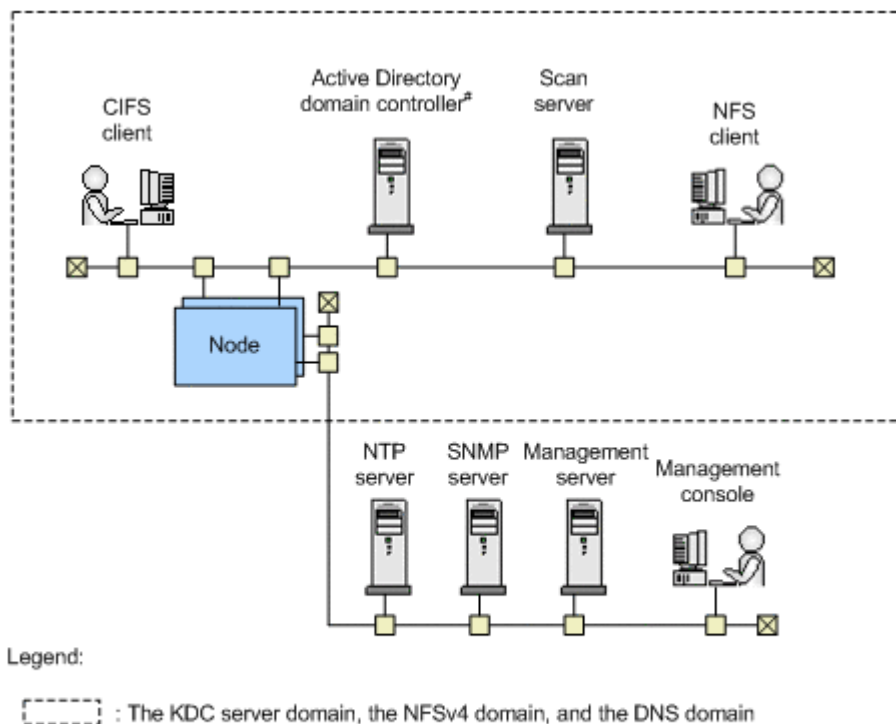 CIFS
client
Active Directory
domain controller#
Scan
server
NFS
client
Node
NTP
server
SNMP
server
Management
server
Management
console
Legend:
: The KDC server domain, the NFSv4 domain, and the DNS domain